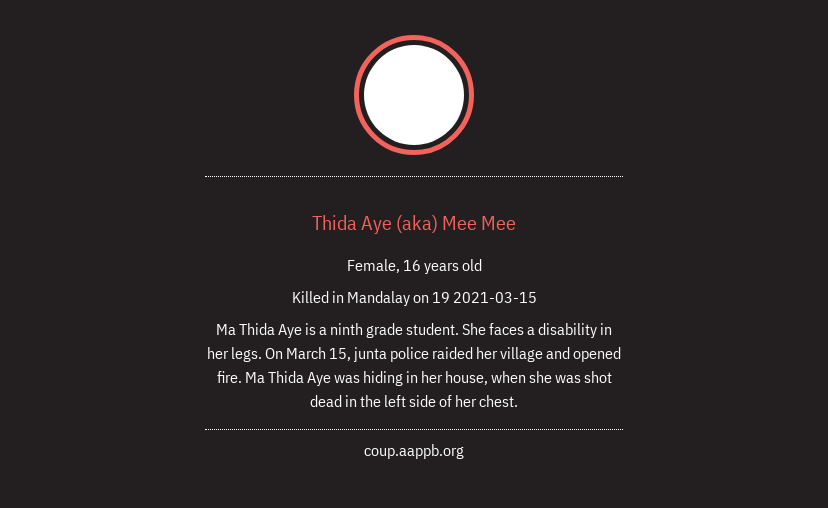 Thida Aye (aka) Mee Mee
Female, 16 years old
Killed in Mandalay on 19 2021-03-15
Ma Thida Aye is a ninth grade student. She faces a disability in
her legs. On March 15, junta police raided her village and opened
fire. Ma Thida Aye was hiding in her house, when she was shot
dead in the left side of her chest.
coup.aappb.org